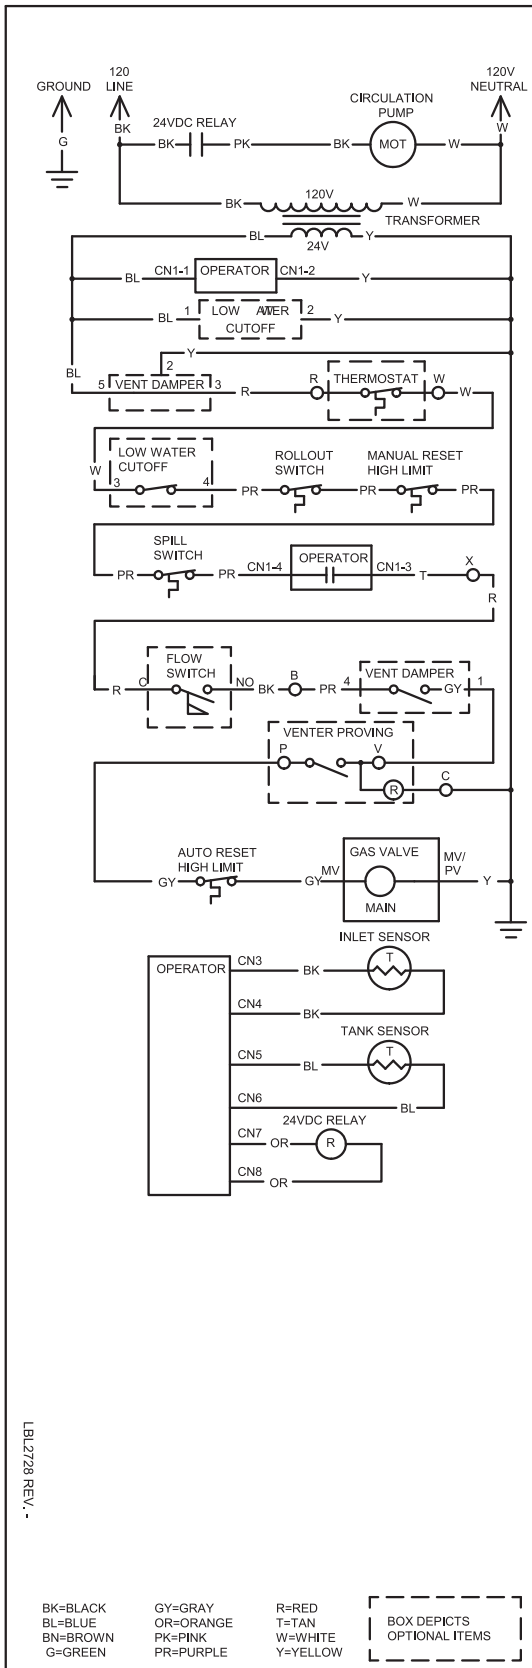 GROUND
120
LINE
120V
NEUTRAL
BK
24VDC RELAY
CIRCULATION
PUMP
W
G
BK PK BK MOT W
BK 120V W
TRANSFORMER
BL 24V Y
BL CN1-1 OPERATOR CN1-2 Y
BL 1 LOW WATER 2 Y
CUTOFF
Y
2
BL
5 VENT DAMPER 3 R R THERMOSTAT W W
W
LOW WATER
CUTOFF
3 4
ROLLOUT
SWITCH
MANUAL RESET
HIGH LIMIT
PR PR PR
SPILL
SWITCH
PR PR CN1-4 OPERATOR CN1-3 T X
R
FLOW
SWITCH
R C NO BK B PR 4 VENT DAMPER GY 1
VENTER PROVING
P V
R C
AUTO RESET
HIGH LIMIT
GY GY MV GAS VALVE MV/
PV
Y
MAIN
INLET SENSOR
OPERATOR CN3 BK T
CN4 BK
TANK SENSOR
CN5 BL T
CN6 BL
24VDC RELAY
CN7 OR R
CN8 OR
LBL2728 REV. -
BK=BLACK GY=GRAY R=RED
BL=BLUE OR=ORANGE T=TAN
BN=BROWN PK=PINK W=WHITE
G=GREEN PR=PURPLE Y=YELLOW
BOX DEPICTS
OPTIONAL ITEMS